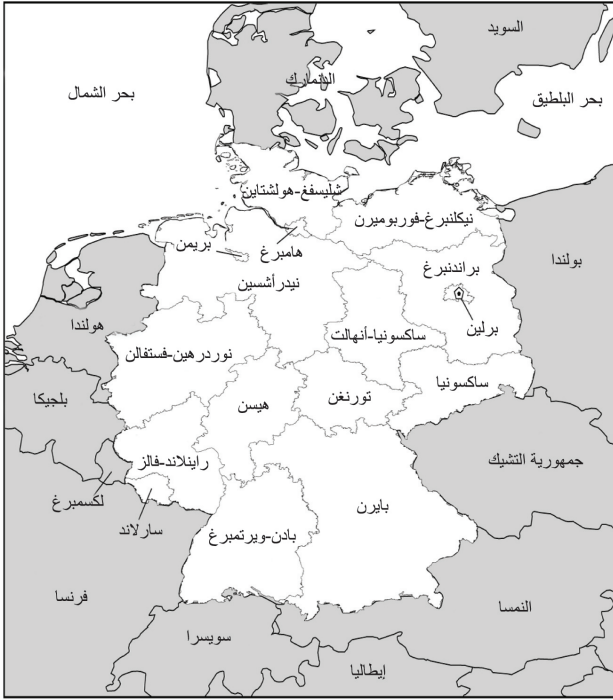 السويد
بحر الشمال
الدنمارك
بحر البلطيق
شليسفغ-هولشتاين
نيكلنبرغ-فوربوميرن
هامبرغ
بريمن
براندنبرغ
بولندا
نيدرأشسين
هولندا
برلين
ساكسونيا-أنهالت
نوردرهين-فستفالن
ساكسونيا
بلجيكا
هيسن
تورنغن
راينلاند-فالز
جمهورية التشيك
لكسمبرغ
بايرن
سارلاند
بادن-ويرتمبرغ
فرنسا
النمسا
سويسرا
إيطاليا